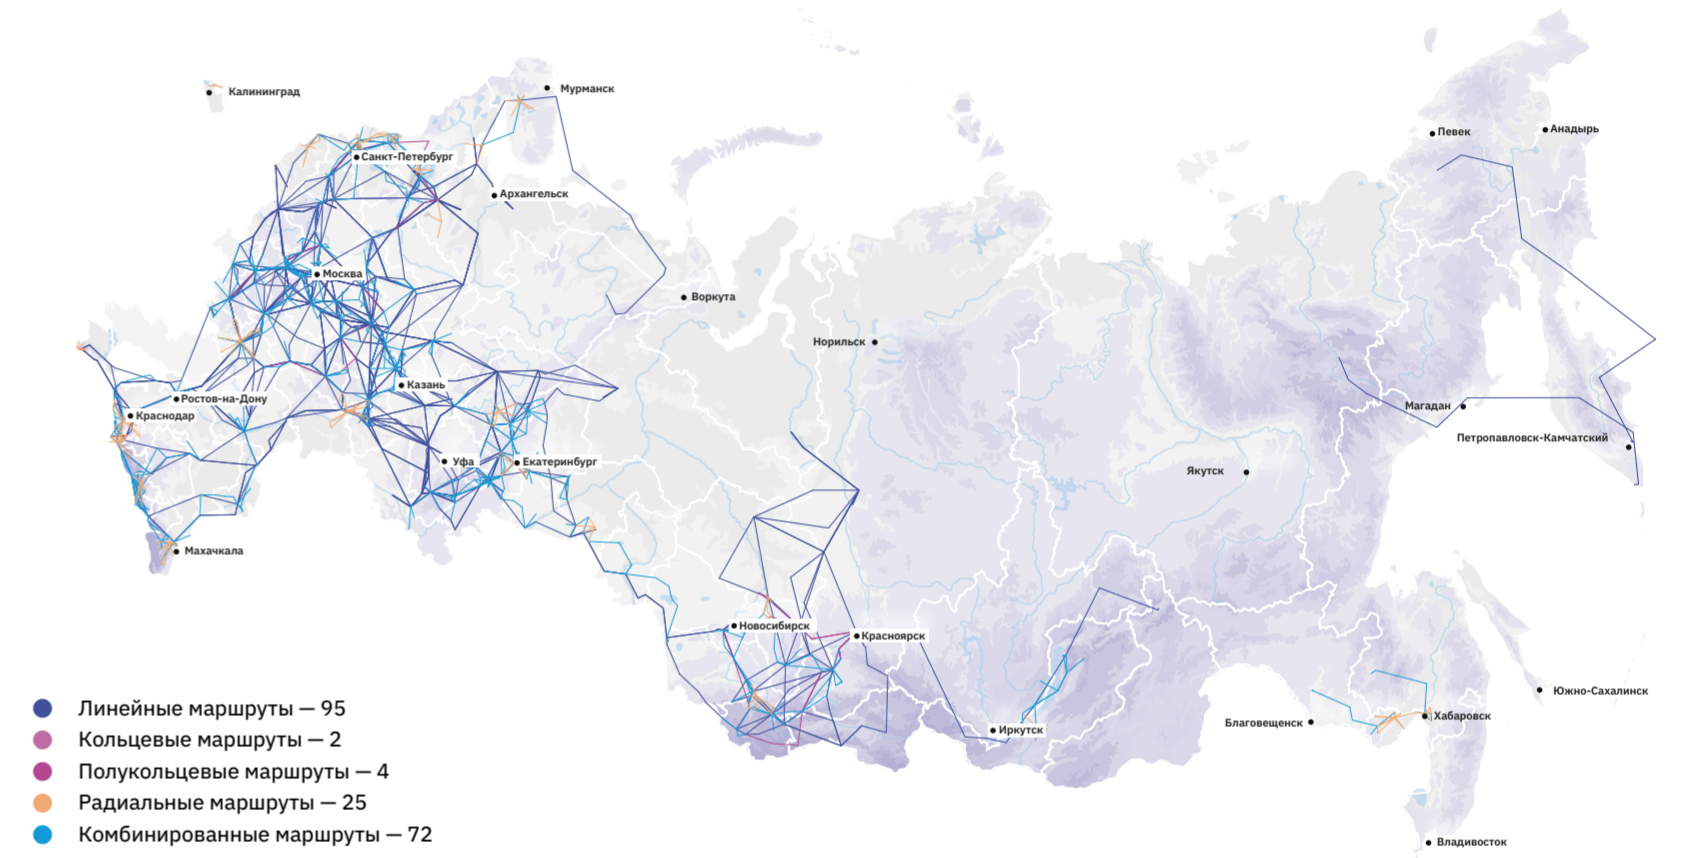 Мурманск
Калининград
Певек
Анадырь
Санкт-Петербург
Архангельск
Москва
Воркута
Норильск
Казань
Ростов-на-Дону
Магадан
Краснодар
Петропавловск-Камчатский
Уфа
Екатеринбург
Якутск
Махачкала
Новосибирск
Красноярск
Южно-Сахалинск
Хабаровск
Благовещенск
Иркутск
Владивосток
Линейные маршруты — 95
Кольцевые маршруты — 2
Полукольцевые маршруты — 4
Радиальные маршруты — 25
Комбинированные маршруты — 72